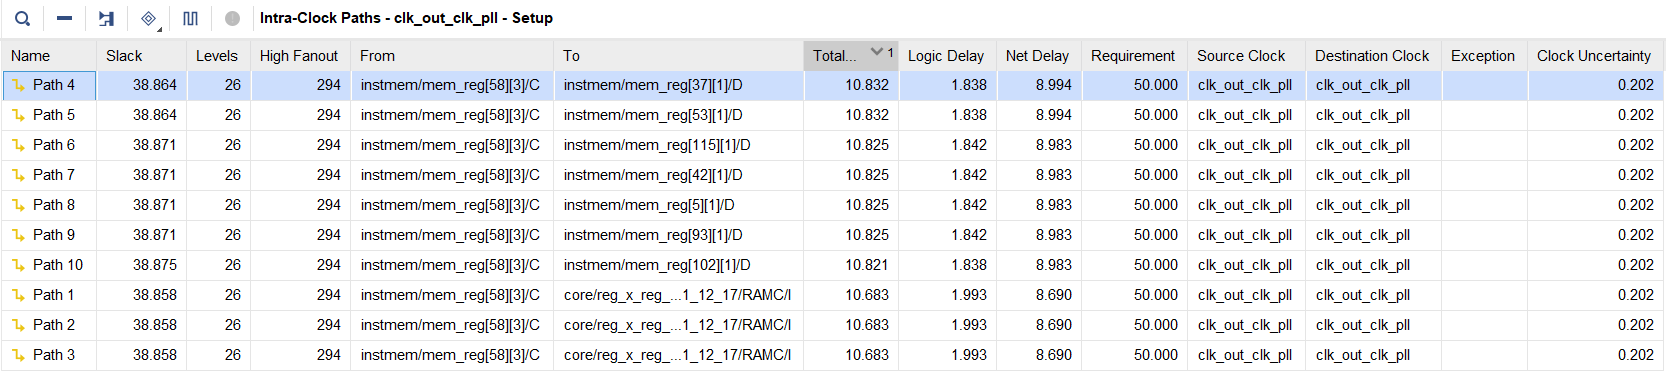 Intra-Clock Paths - clk_out_clk_pll - Setup
Name Slack Levels High Fanout From To Total... 1 Logic Delay Net Delay Requirement Source Clock Destination Clock Exception Clock Uncertainty
Path 4 38.864 26 294 instmem/mem_reg[58][3]/C instmem/mem_reg[37][1]/D 10.832 1.838 8.994 50.000 clk_out_clk_pll clk_out_clk_pll 0.202
Path 5 38.864 26 294 instmem/mem_reg[58][3]/C instmem/mem_reg[53][1]/D 10.832 1.838 8.994 50.000 clk_out_clk_pll clk_out_clk_pll 0.202
Path 6 38.871 26 294 instmem/mem_reg[58][3]/C instmem/mem_reg[115][1]/D 10.825 1.842 8.983 50.000 clk_out_clk_pll clk_out_clk_pll 0.202
Path 7 38.871 26 294 instmem/mem_reg[58][3]/C instmem/mem_reg[42][1]/D 10.825 1.842 8.983 50.000 clk_out_clk_pll clk_out_clk_pll 0.202
Path 8 38.871 26 294 instmem/mem_reg[58][3]/C instmem/mem_reg[5][1]/D 10.825 1.842 8.983 50.000 clk_out_clk_pll clk_out_clk_pll 0.202
Path 9 38.871 26 294 instmem/mem_reg[58][3]/C instmem/mem_reg[93][1]/D 10.825 1.842 8.983 50.000 clk_out_clk_pll clk_out_clk_pll 0.202
Path 10 38.875 26 294 instmem/mem_reg[58][3]/C instmem/mem_reg[102][1]/D 10.821 1.838 8.983 50.000 clk_out_clk_pll clk_out_clk_pll 0.202
Path 1 38.858 26 294 instmem/mem_reg[58][3]/C core/reg_x_reg_...1_12_17/RAMC/I 10.683 1.993 8.690 50.000 clk_out_clk_pll clk_out_clk_pll 0.202
Path 2 38.858 26 294 instmem/mem_reg[58][3]/C core/reg_x_reg_...1_12_17/RAMC/I 10.683 1.993 8.690 50.000 clk_out_clk_pll clk_out_clk_pll 0.202
Path 3 38.858 26 294 instmem/mem_reg[58][3]/C core/reg_x_reg_...1_12_17/RAMC/I 10.683 1.993 8.690 50.000 clk_out_clk_pll clk_out_clk_pll 0.202